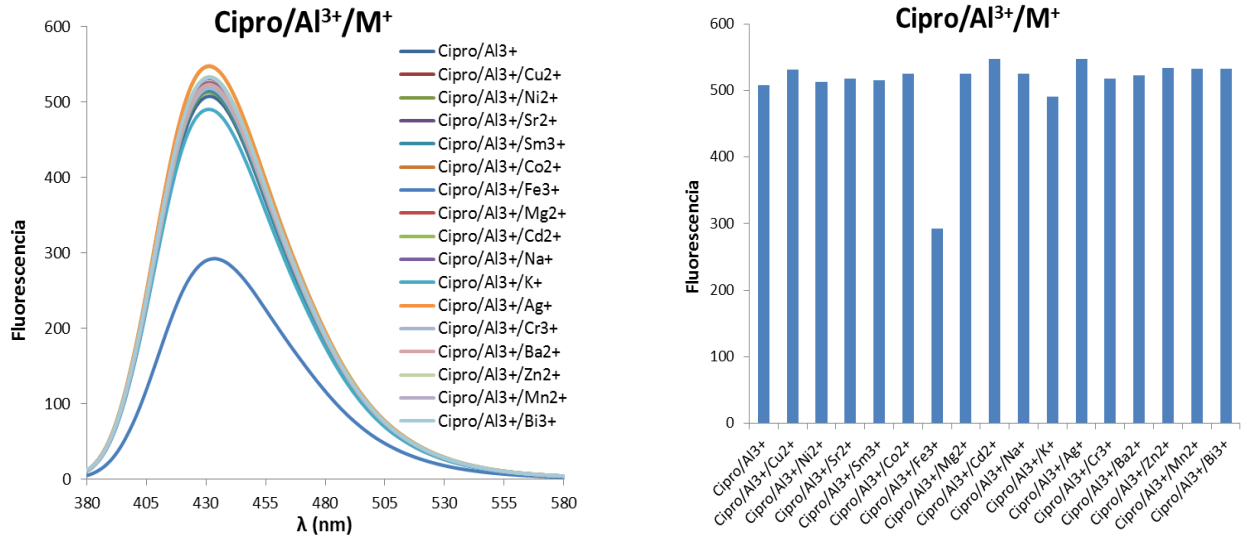 Cipro/Al³⁺/M⁺
600
500
400
300
200
100
0
Fluorescencia
380
405
430
455
480
505
530
555
580
λ (nm)
Cipro/Al3+
Cipro/Al3+/Cu2+
Cipro/Al3+/Ni2+
Cipro/Al3+/Sr2+
Cipro/Al3+/Sm3+
Cipro/Al3+/Co2+
Cipro/Al3+/Fe3+
Cipro/Al3+/Mg2+
Cipro/Al3+/Cd2+
Cipro/Al3+/Na+
Cipro/Al3+/K+
Cipro/Al3+/Ag+
Cipro/Al3+/Cr3+
Cipro/Al3+/Ba2+
Cipro/Al3+/Zn2+
Cipro/Al3+/Mn2+
Cipro/Al3+/Bi3+
Cipro/Al³⁺/M⁺
600
500
400
300
200
100
0
Fluorescencia
Cipro/Al3+
Cipro/Al3+/Cu2+
Cipro/Al3+/Ni2+
Cipro/Al3+/Sr2+
Cipro/Al3+/Sm3+
Cipro/Al3+/Co2+
Cipro/Al3+/Fe3+
Cipro/Al3+/Mg2+
Cipro/Al3+/Cd2+
Cipro/Al3+/Na+
Cipro/Al3+/K+
Cipro/Al3+/Ag+
Cipro/Al3+/Cr3+
Cipro/Al3+/Ba2+
Cipro/Al3+/Zn2+
Cipro/Al3+/Mn2+
Cipro/Al3+/Bi3+